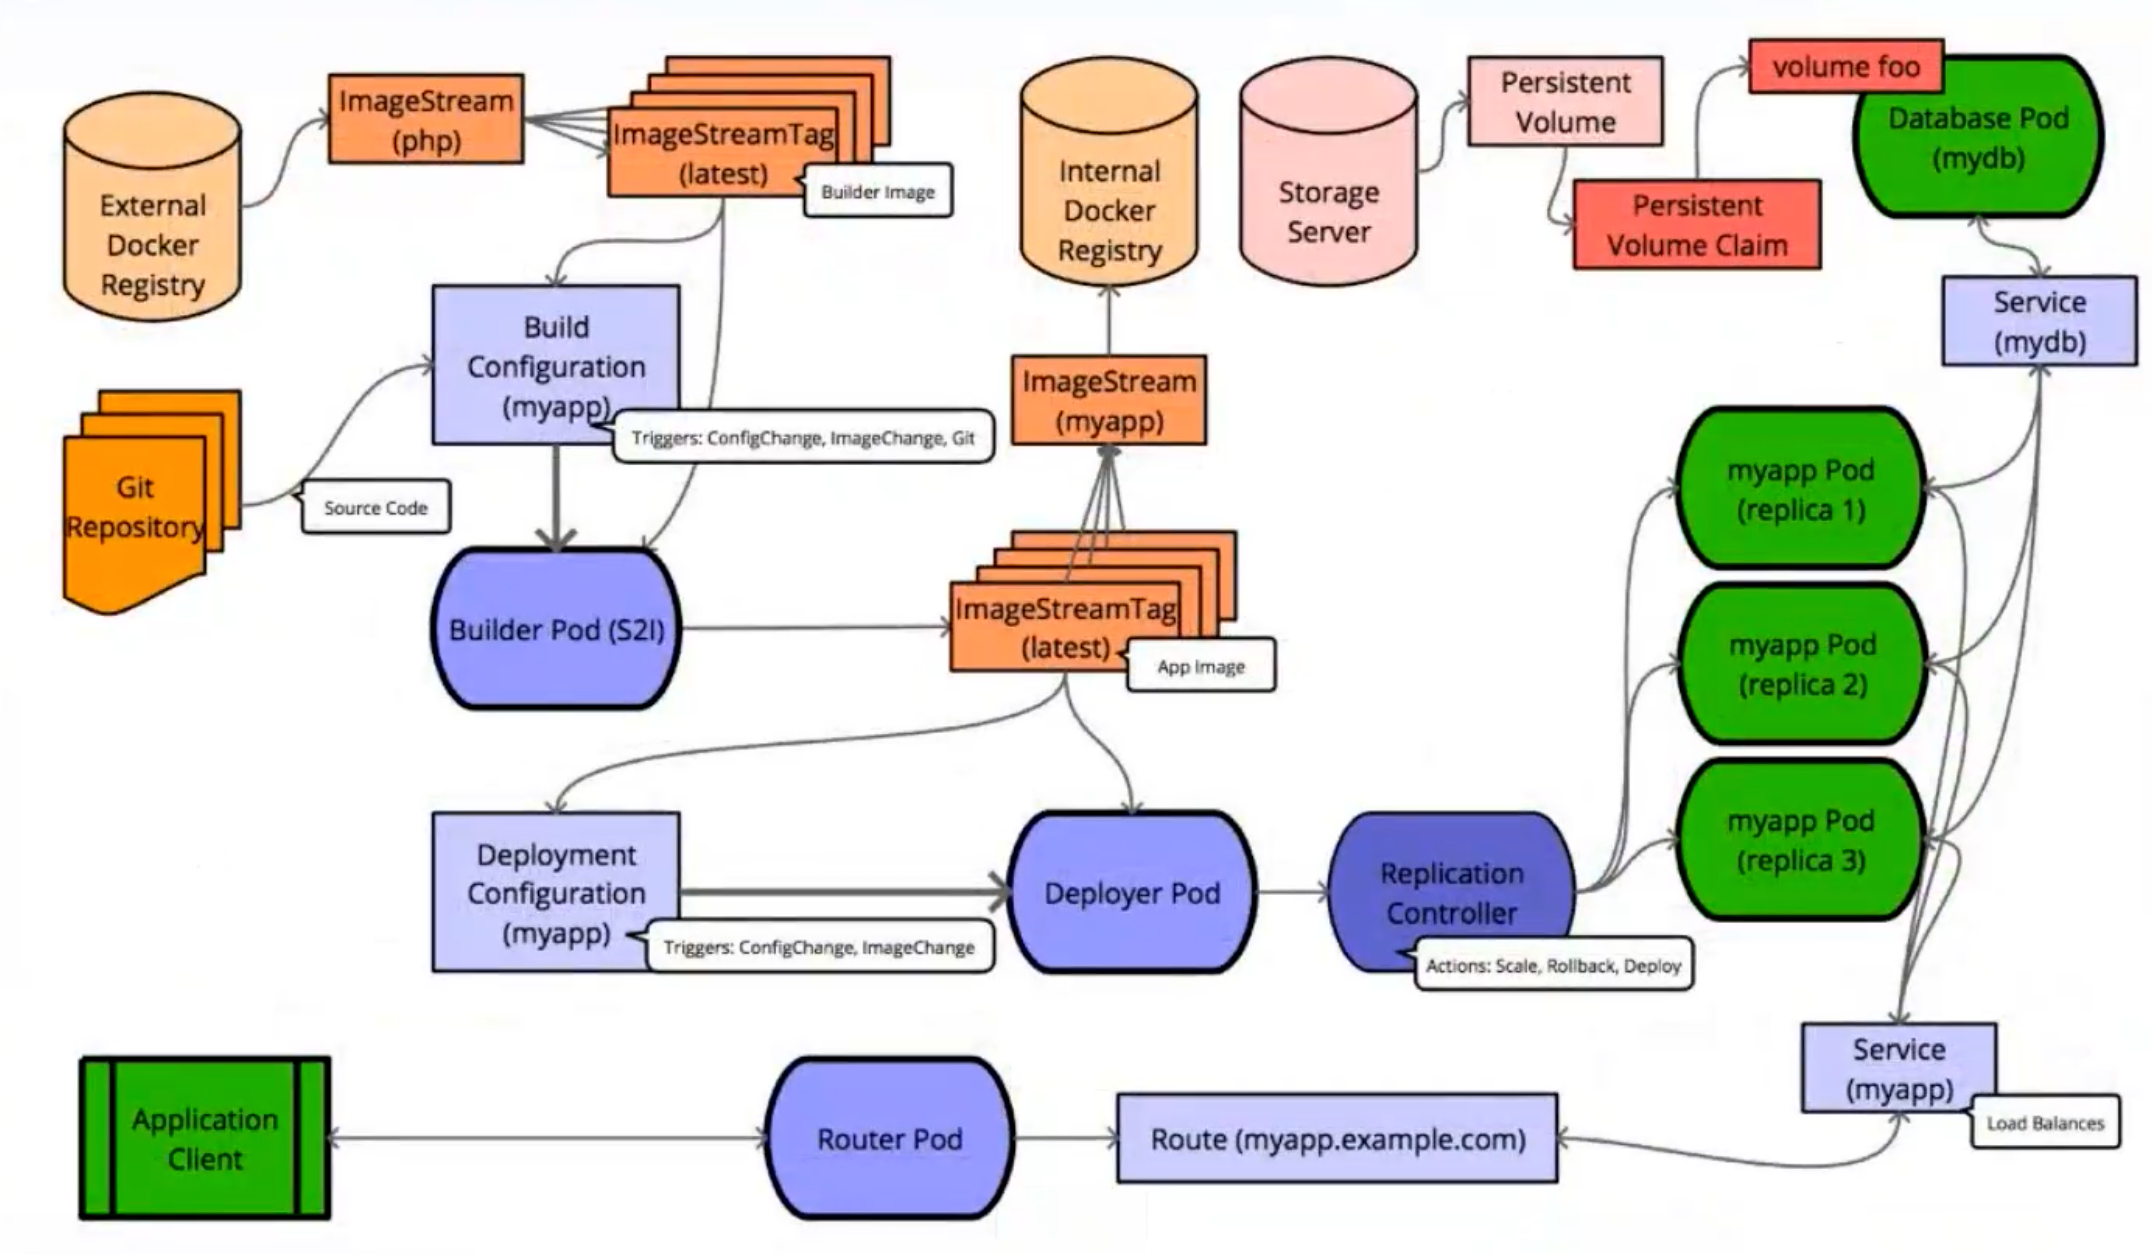 External
Docker
Registry
ImageStream
(php)
ImageStreamTag
(latest)
Builder Image
Internal
Docker
Registry
Storage
Server
Persistent
Volume
volume foo
Database Pod
(mydb)
Persistent
Volume Claim
Service
(mydb)
Build
Configuration
(myapp)
Triggers: ConfigChange, ImageChange, Git
ImageStream
(myapp)
Git
Repository
Source Code
Builder Pod (S2I)
ImageStreamTag
(latest)
App Image
myapp Pod
(replica 1)
myapp Pod
(replica 2)
myapp Pod
(replica 3)
Deployment
Configuration
(myapp)
Triggers: ConfigChange, ImageChange
Deployer Pod
Replication
Controller
Actions: Scale, Rollback, Deploy
Application
Client
Router Pod
Route (myapp.example.com)
Service
(myapp)
Load Balances